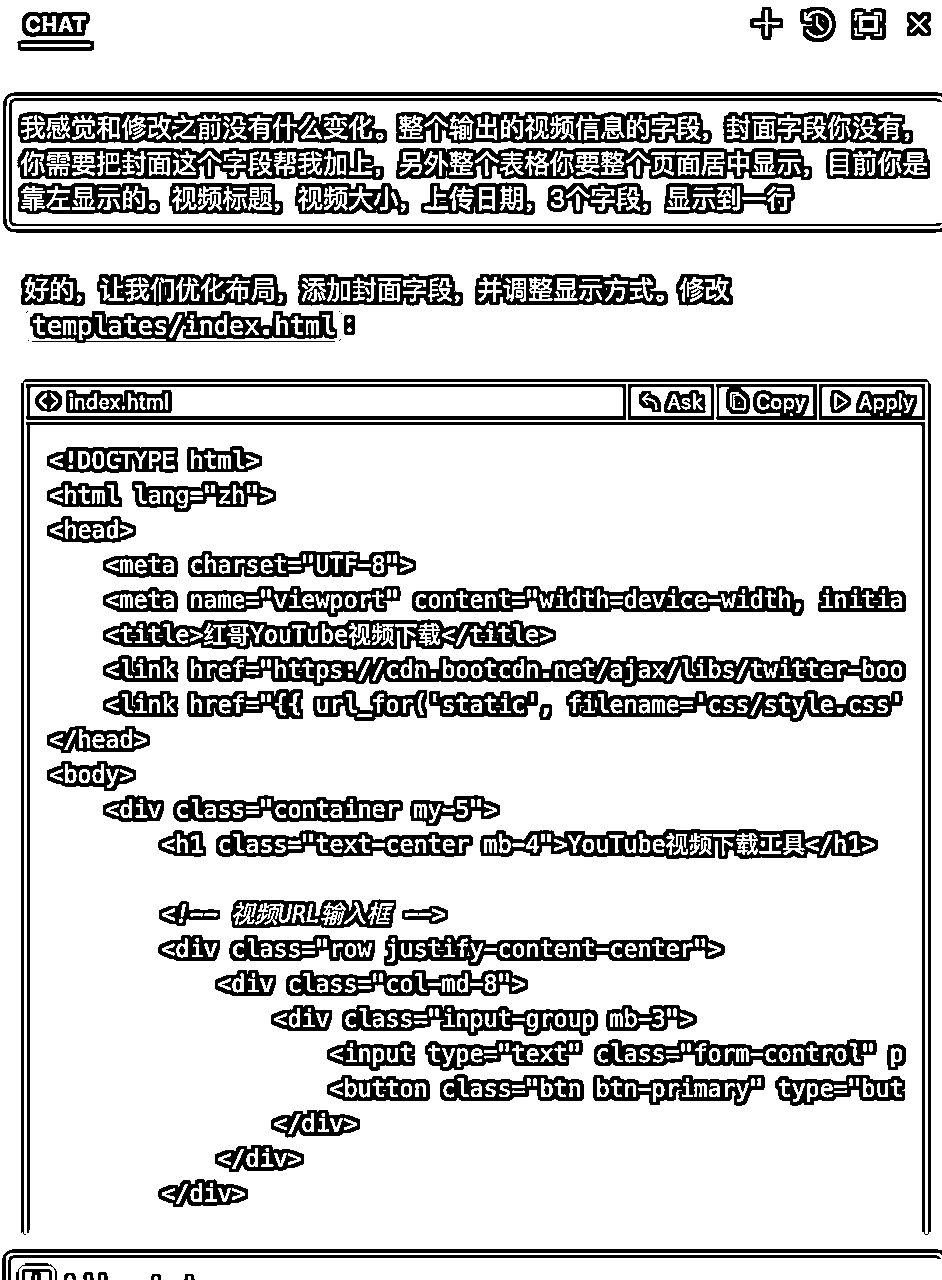 CHAT
我感觉和修改之前没有什么变化。整个输出的视频信息的字段，封面字段你没有，
你需要把封面这个字段帮我加上，另外整个表格你要整个页面居中显示，目前你是
靠左显示的。视频标题，视频大小，上传日期，3个字段，显示到一行
好的，让我们优化布局，添加封面字段，并调整显示方式。修改
templates/index.html：
index.html Ask Copy Apply
<!DOCTYPE html>
<html lang="zh">
<head>
<meta charset="UTF-8">
<meta name="viewport" content="width=device-width, initia
<title>红哥YouTube视频下载</title>
<link href="https://cdn.bootcdn.net/ajax/libs/twitter-boo
<link href="{{ url_for('static', filename='css/style.css'
</head>
<body>
<div class="container my-5">
<h1 class="text-center mb-4">YouTube视频下载工具</h1>
<!-- 视频URL输入框 -->
<div class="row justify-content-center">
<div class="col-md-8">
<div class="input-group mb-3">
<input type="text" class="form-control" p
<button class="btn btn-primary" type="but
</div>
</div>
</div>